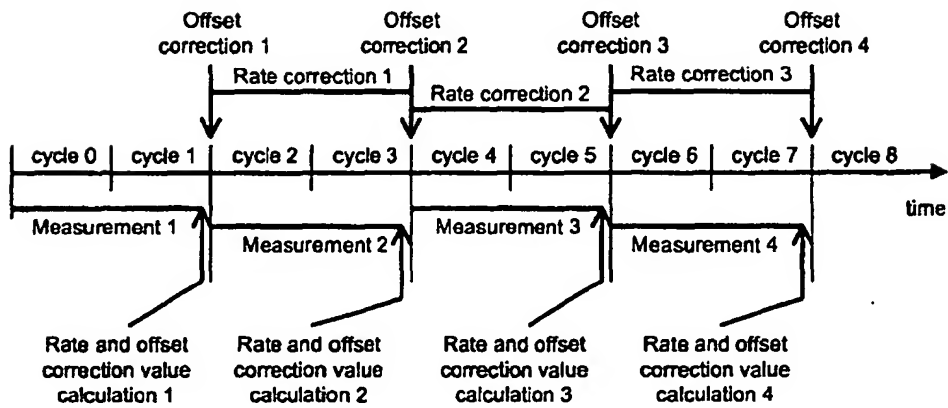 Offset
correction 1
Offset
correction 2
Offset
correction 3
Offset
correction 4
Rate correction 1
Rate correction 2
Rate correction 3
cycle 0
cycle 1
cycle 2
cycle 3
cycle 4
cycle 5
cycle 6
cycle 7
cycle 8
time
Measurement 1
Measurement 2
Measurement 3
Measurement 4
Rate and offset
correction value
calculation 1
Rate and offset
correction value
calculation 2
Rate and offset
correction value
calculation 3
Rate and offset
correction value
calculation 4